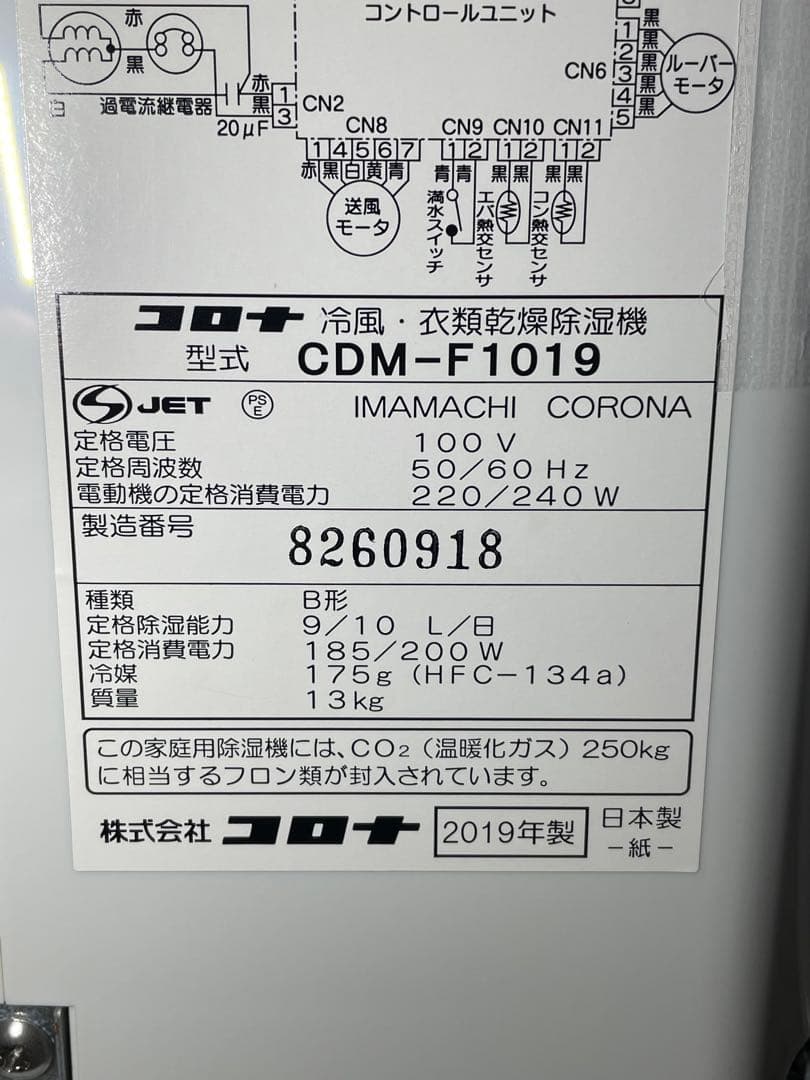 コントロールユニット
赤
黒
白
過電流継電器
20μF
赤
黒
1
3
CN2
CN8
1 4 5 6 7
赤 黒 白 黄 青
送風
モータ
CN9 CN10 CN11
1 2 1 2 1 2
青 青 黒 黒 黒 黒
満水スイッチ
エバ熱交センサ
コン熱交センサ
CN6
1
2
3
4
5
黒
黒
黒
黒
黒
ルーバー
モータ
コロナ 冷風・衣類乾燥除湿機
型式 CDM-F1019
S JET PS E IMAMACHI CORONA
定格電圧 100 V
定格周波数 50/60 Hz
電動機の定格消費電力 220/240 W
製造番号 8260918
種類 B形
定格除湿能力 9/10 L/日
定格消費電力 185/200 W
冷媒 175g (HFC-134a)
質量 13kg
この家庭用除湿機には、CO2（温暖化ガス）250kg
に相当するフロン類が封入されています。
株式会社 コロナ 2019年製 日本製
-紙-